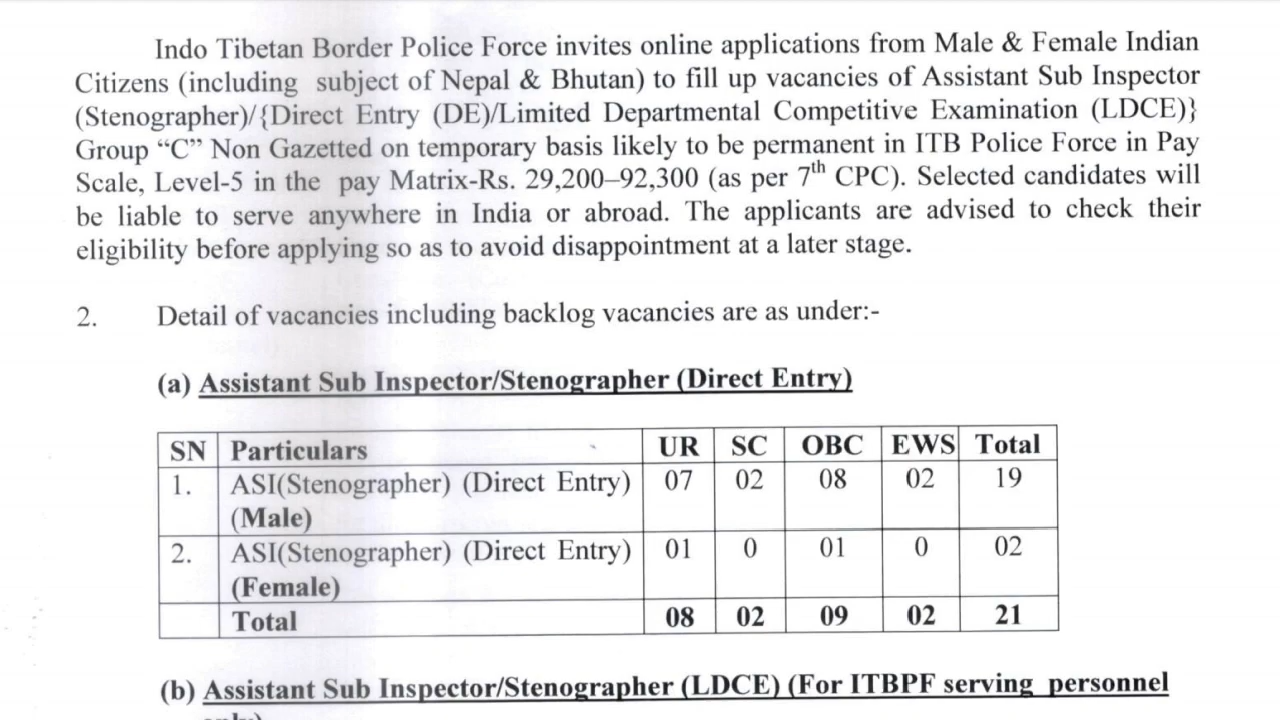 Indo Tibetan Border Police Force invites online applications from Male & Female Indian
Citizens (including subject of Nepal & Bhutan) to fill up vacancies of Assistant Sub Inspector
(Stenographer)/{Direct Entry (DE)/Limited Departmental Competitive Examination (LDCE)}
Group “C” Non Gazetted on temporary basis likely to be permanent in ITB Police Force in Pay
Scale, Level-5 in the pay Matrix-Rs. 29,200–92,300 (as per 7th CPC). Selected candidates will
be liable to serve anywhere in India or abroad. The applicants are advised to check their
eligibility before applying so as to avoid disappointment at a later stage.
2. Detail of vacancies including backlog vacancies are as under:-
(a) Assistant Sub Inspector/Stenographer (Direct Entry)
SN Particulars UR SC OBC EWS Total
1. ASI(Stenographer) (Direct Entry) 07 02 08 02 19
(Male)
2. ASI(Stenographer) (Direct Entry) 01 0 01 0 02
(Female)
Total 08 02 09 02 21
(b) Assistant Sub Inspector/Stenographer (LDCE) (For ITBPF serving personnel